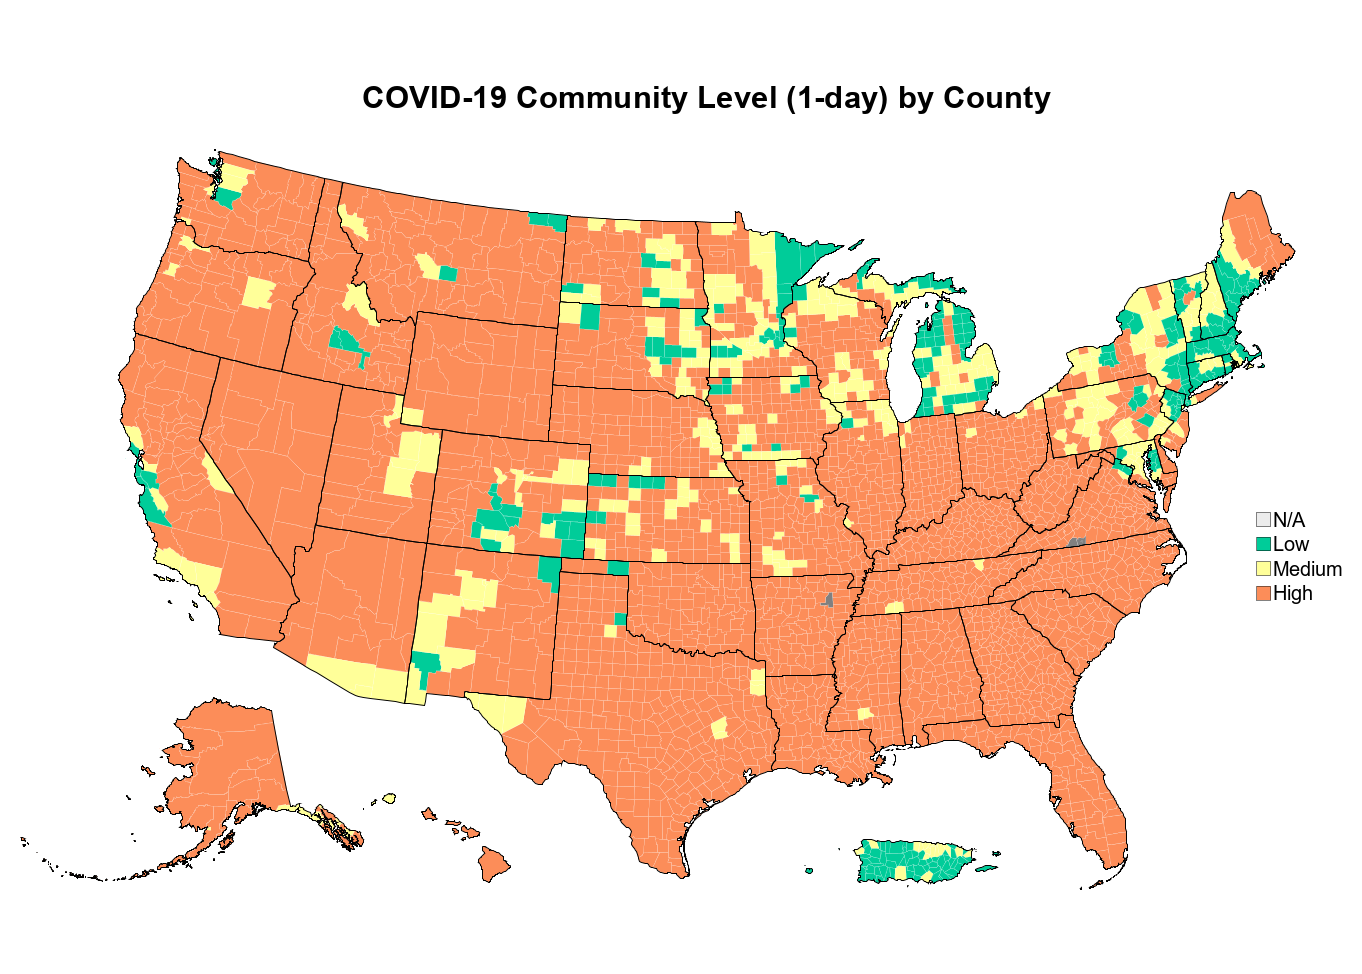 COVID-19 Community Level (1-day) by County
N/A
Low
Medium
High